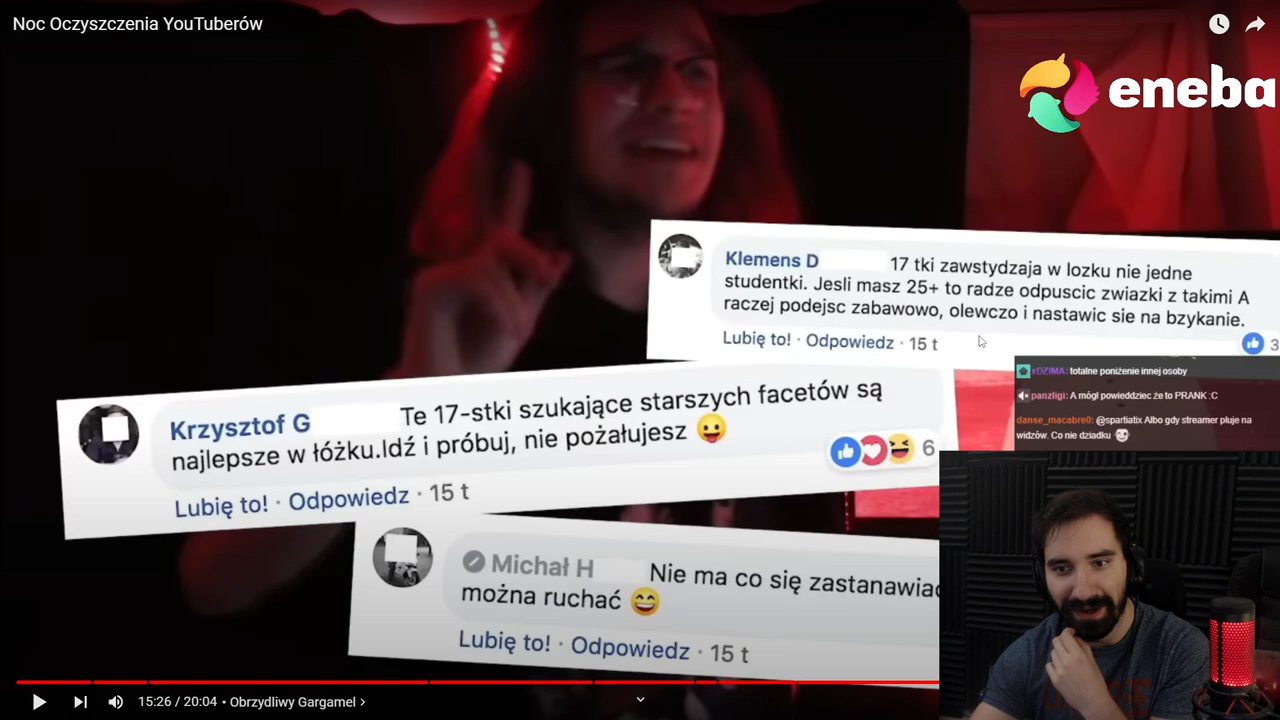 Noc Oczyszczenia YouTuberów
eneba
Klemens D 17 tki zawstydzaja w lozku nie jedne
studentki. Jesli masz 25+ to radze odpuscic zwiazki z takimi A
raczej podejsc zabawowo, olewczo i nastawic sie na bzykanie.
Lubię to! · Odpowiedz · 15 t
3
xDZIMA: totalne poniżenie innej osoby
panzligi: A mógl powieddziec że to PRANK :C
danse_macabre0: @spartiatix Albo gdy streamer pluje na
widzów. Co nie dziadku
Krzysztof G Te 17-stki szukające starszych facetów są
najlepsze w łóżku.Idź i próbuj, nie pożałujesz 😛
6
Lubię to! · Odpowiedz · 15 t
Michał H Nie ma co się zastanawiać
można ruchać 😄
Lubię to! · Odpowiedz · 15 t
15:26 / 20:04 • Obrzydliwy Gargamel ›